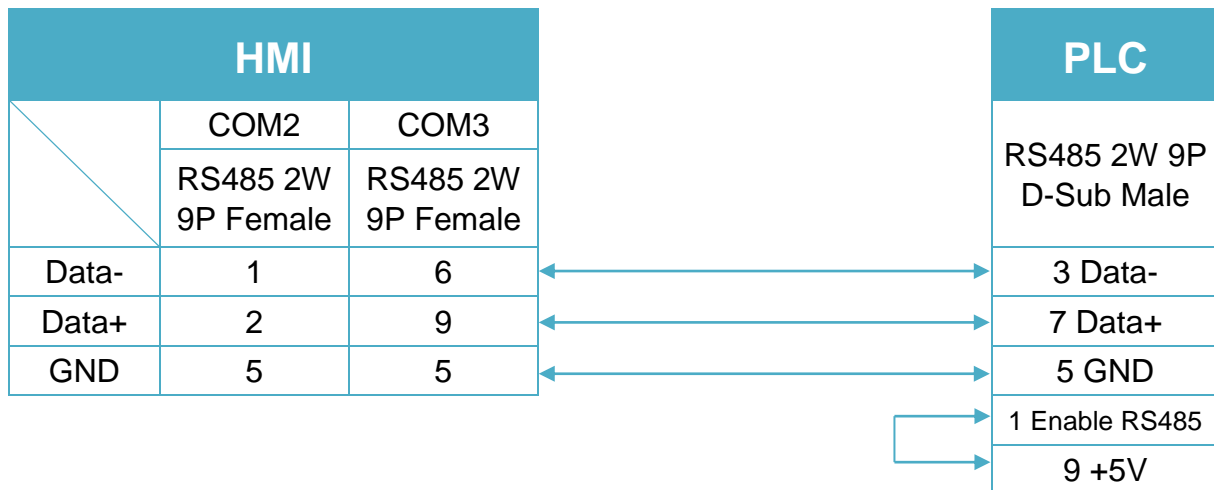 HMI PLC
COM2 COM3
RS485 2W RS485 2W RS485 2W 9P
9P Female 9P Female D-Sub Male
Data- 1 6 3 Data-
Data+ 2 9 7 Data+
GND 5 5 5 GND
1 Enable RS485
9 +5V